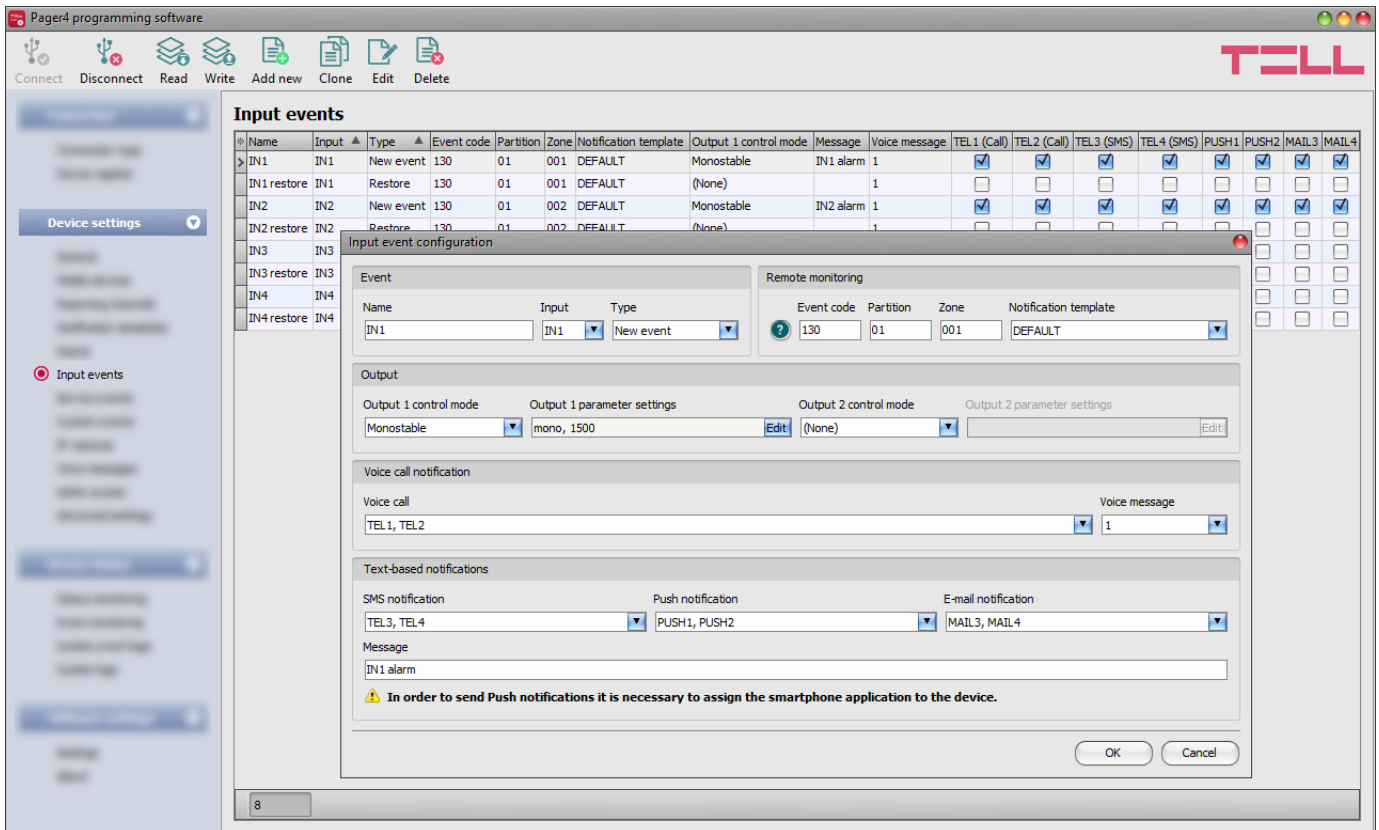 Pager4 programming software
Connect Disconnect Read Write Add new Clone Edit Delete
TELL
Input events
Name Input Type Event code Partition Zone Notification template Output 1 control mode Message Voice message TEL1 (Call) TEL2 (Call) TEL3 (SMS) TEL4 (SMS) PUSH1 PUSH2 MAIL3 MAIL4
IN1 IN1 New event 130 01 001 DEFAULT Monostable IN1 alarm 1
IN1 restore IN1 Restore 130 01 001 DEFAULT (None) 1
IN2 IN2 New event 130 01 002 DEFAULT Monostable IN2 alarm 1
IN2 restore IN2 Restore 130 01 002 DEFAULT (None) 1
IN3 IN3
IN3 restore IN3
IN4 IN4
IN4 restore IN4
8
Device settings
Input events
Input event configuration
Event
Name Input Type
IN1 IN1 New event
Remote monitoring
Event code Partition Zone Notification template
? 130 01 001 DEFAULT
Output
Output 1 control mode Output 1 parameter settings Output 2 control mode Output 2 parameter settings
Monostable mono, 1500 Edit (None) Edit
Voice call notification
Voice call Voice message
TEL1, TEL2 1
Text-based notifications
SMS notification Push notification E-mail notification
TEL3, TEL4 PUSH1, PUSH2 MAIL3, MAIL4
Message
IN1 alarm
In order to send Push notifications it is necessary to assign the smartphone application to the device.
OK Cancel